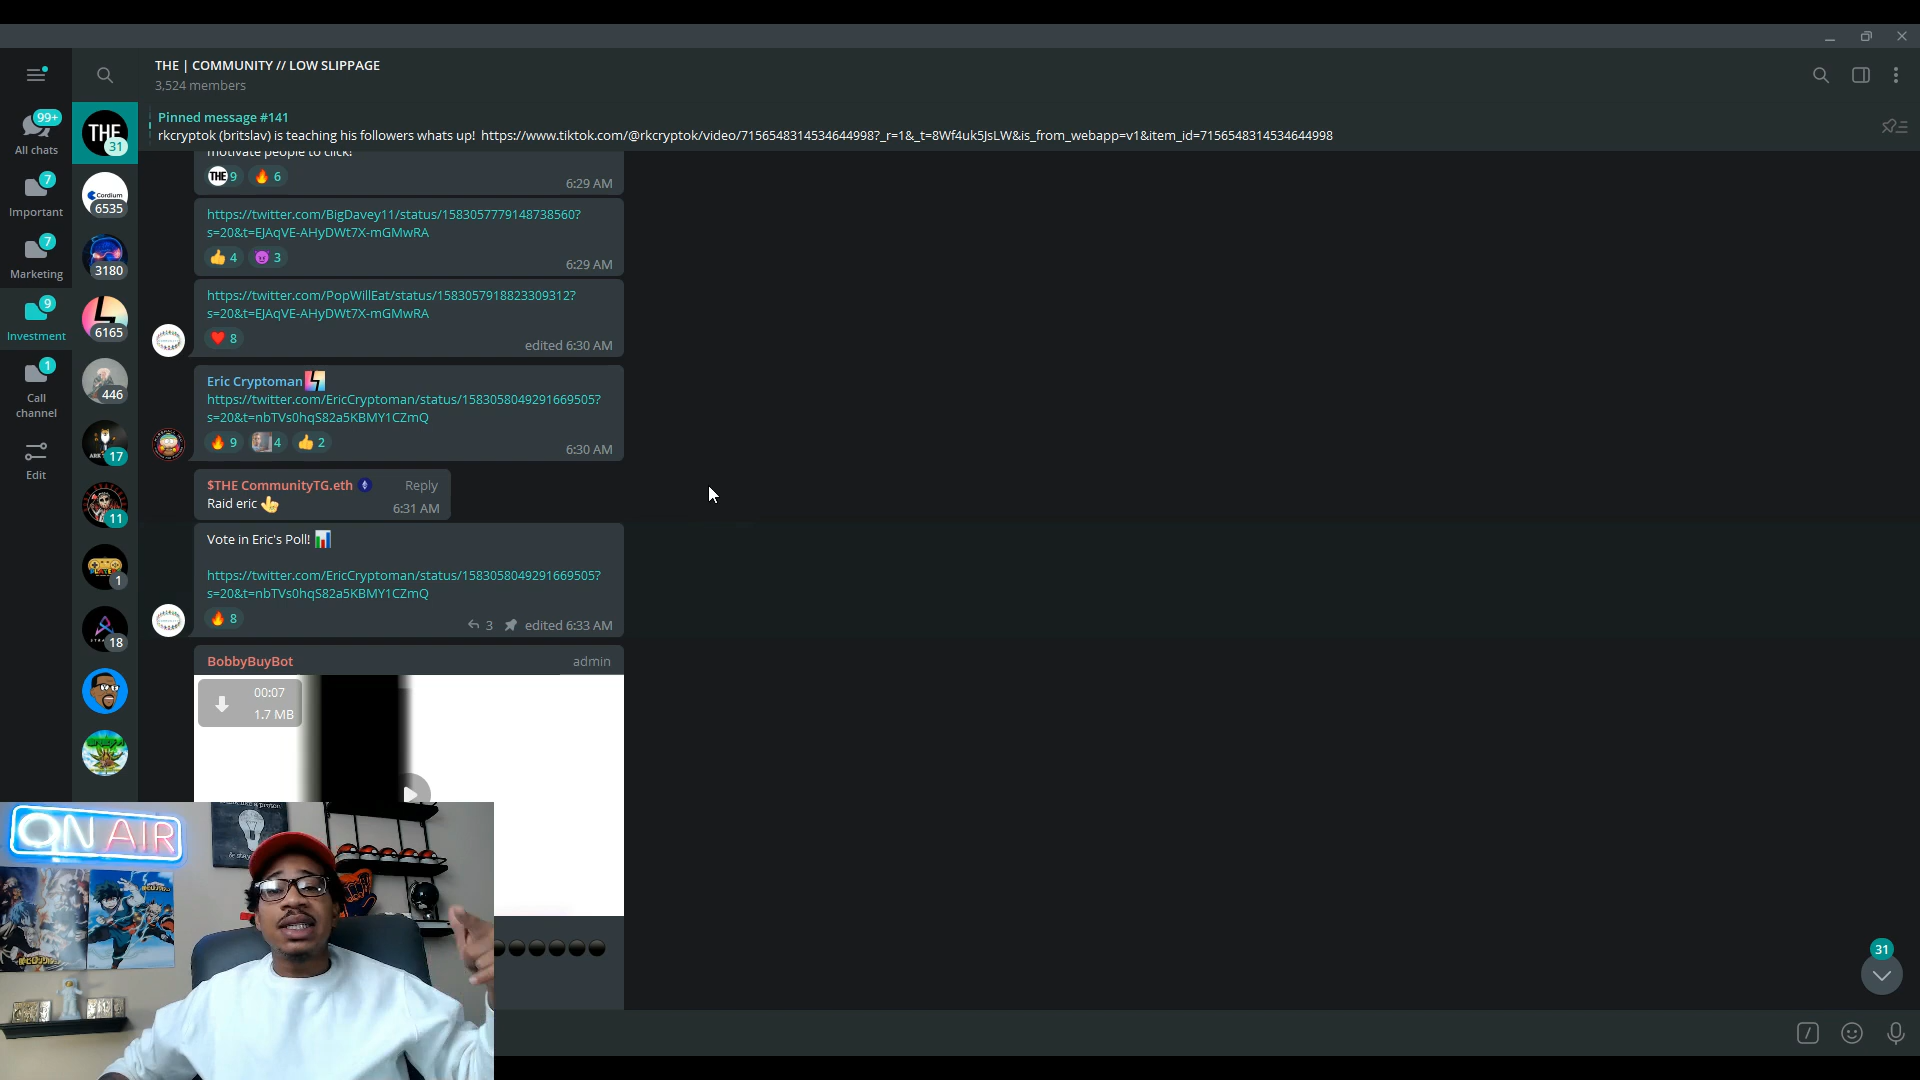 THE | COMMUNITY // LOW SLIPPAGE
3,524 members
Pinned message #141
rkcryptok (britslav) is teaching his followers whats up! https://www.tiktok.com/@rkcryptok/video/7156548314534644998?_r=1&_t=8Wf4uk5JsLW&is_from_webapp=v1&item_id=7156548314534644998
99+
All chats
7
Important
7
Marketing
9
Investment
1
Call
channel
Edit
THE
31
Cordium
6535
3180
6165
446
17
11
1
18
motivate people to click!
THE 9 6
6:29 AM
https://twitter.com/BigDavey11/status/1583057779148738560?
s=20&t=EJAqVE-AHyDWt7X-mGMwRA
4 3
6:29 AM
https://twitter.com/PopWillEat/status/1583057918823309312?
s=20&t=EJAqVE-AHyDWt7X-mGMwRA
8
edited 6:30 AM
Eric Cryptoman
https://twitter.com/EricCryptoman/status/1583058049291669505?
s=20&t=nbTVs0hqS82a5KBMY1CZmQ
9 4 2
6:30 AM
$THE CommunityTG.eth Reply
Raid eric
6:31 AM
Vote in Eric's Poll!
https://twitter.com/EricCryptoman/status/1583058049291669505?
s=20&t=nbTVs0hqS82a5KBMY1CZmQ
8
3 edited 6:33 AM
BobbyBuyBot admin
00:07
1.7 MB
ON AIR
31